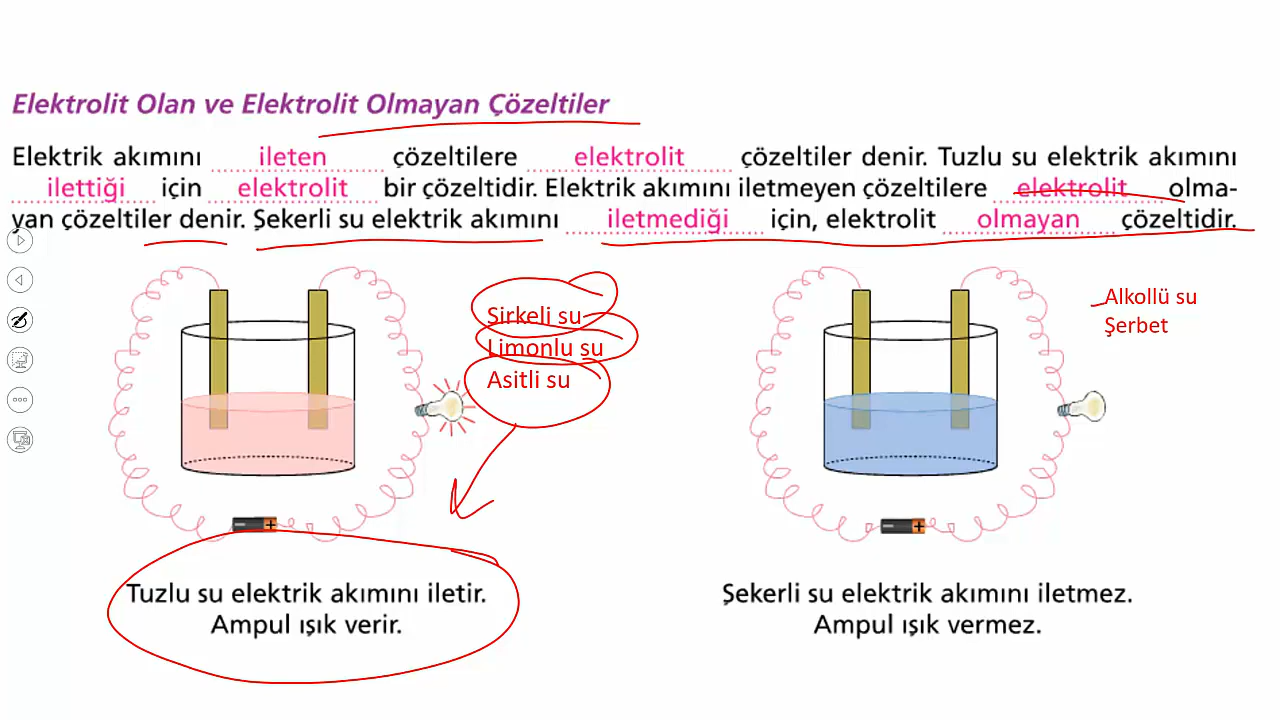 Elektrolit Olan ve Elektrolit Olmayan Çözeltiler
Elektrik akımını ileten çözeltilere elektrolit çözeltiler denir. Tuzlu su elektrik akımını
ilettiği için elektrolit bir çözeltidir. Elektrik akımını iletmeyen çözeltilere elektrolit olma-
yan çözeltiler denir. Şekerli su elektrik akımını iletmediği için, elektrolit olmayan çözeltidir.
Sirkeli su
Limonlu su
Asitli su
Alkollü su
Şerbet
Tuzlu su elektrik akımını iletir.
Ampul ışık verir.
Şekerli su elektrik akımını iletmez.
Ampul ışık vermez.